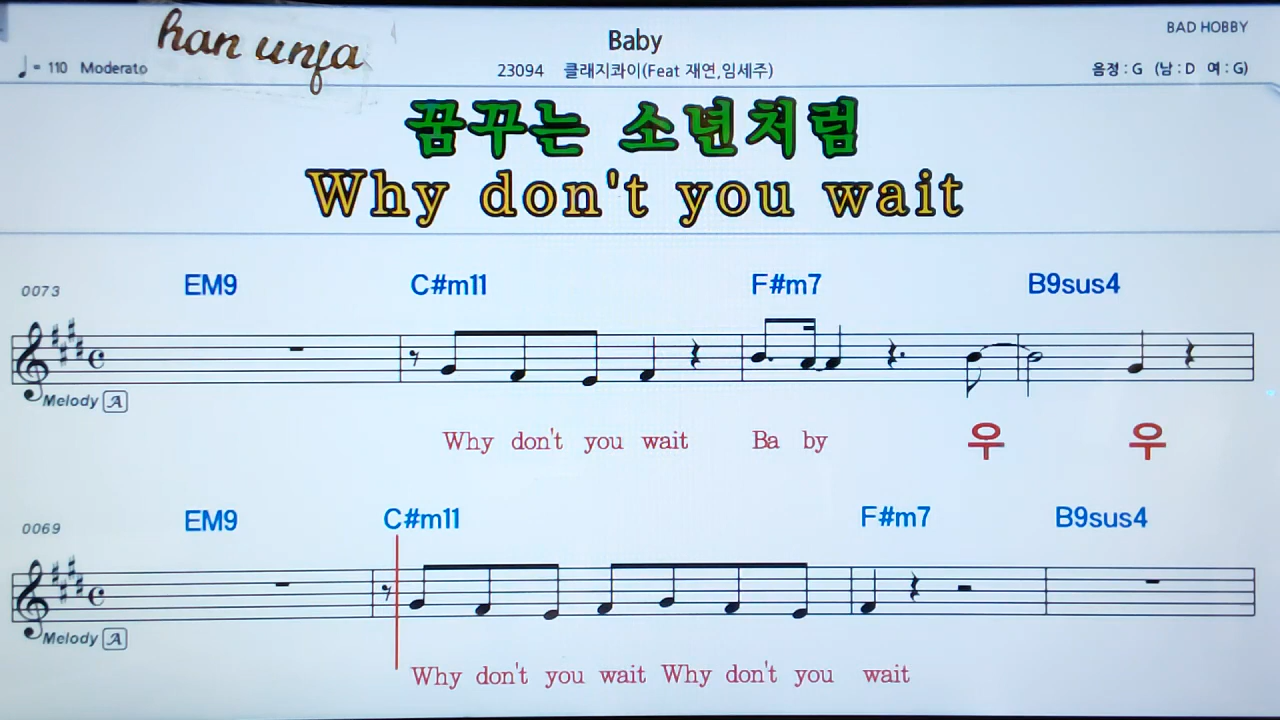 han unfa
Baby
BAD HOBBY
♩= 110 Moderato
23094 클래지콰이(Feat 재연,임세주)
음정 : G (남 : D 여 : G)
꿈꾸는 소년처럼
Why don't you wait
0073 EM9 C#m11 F#m7 B9sus4
Melody A
Why don't you wait Ba by 우 우
0069 EM9 C#m11 F#m7 B9sus4
Melody A
Why don't you wait Why don't you wait